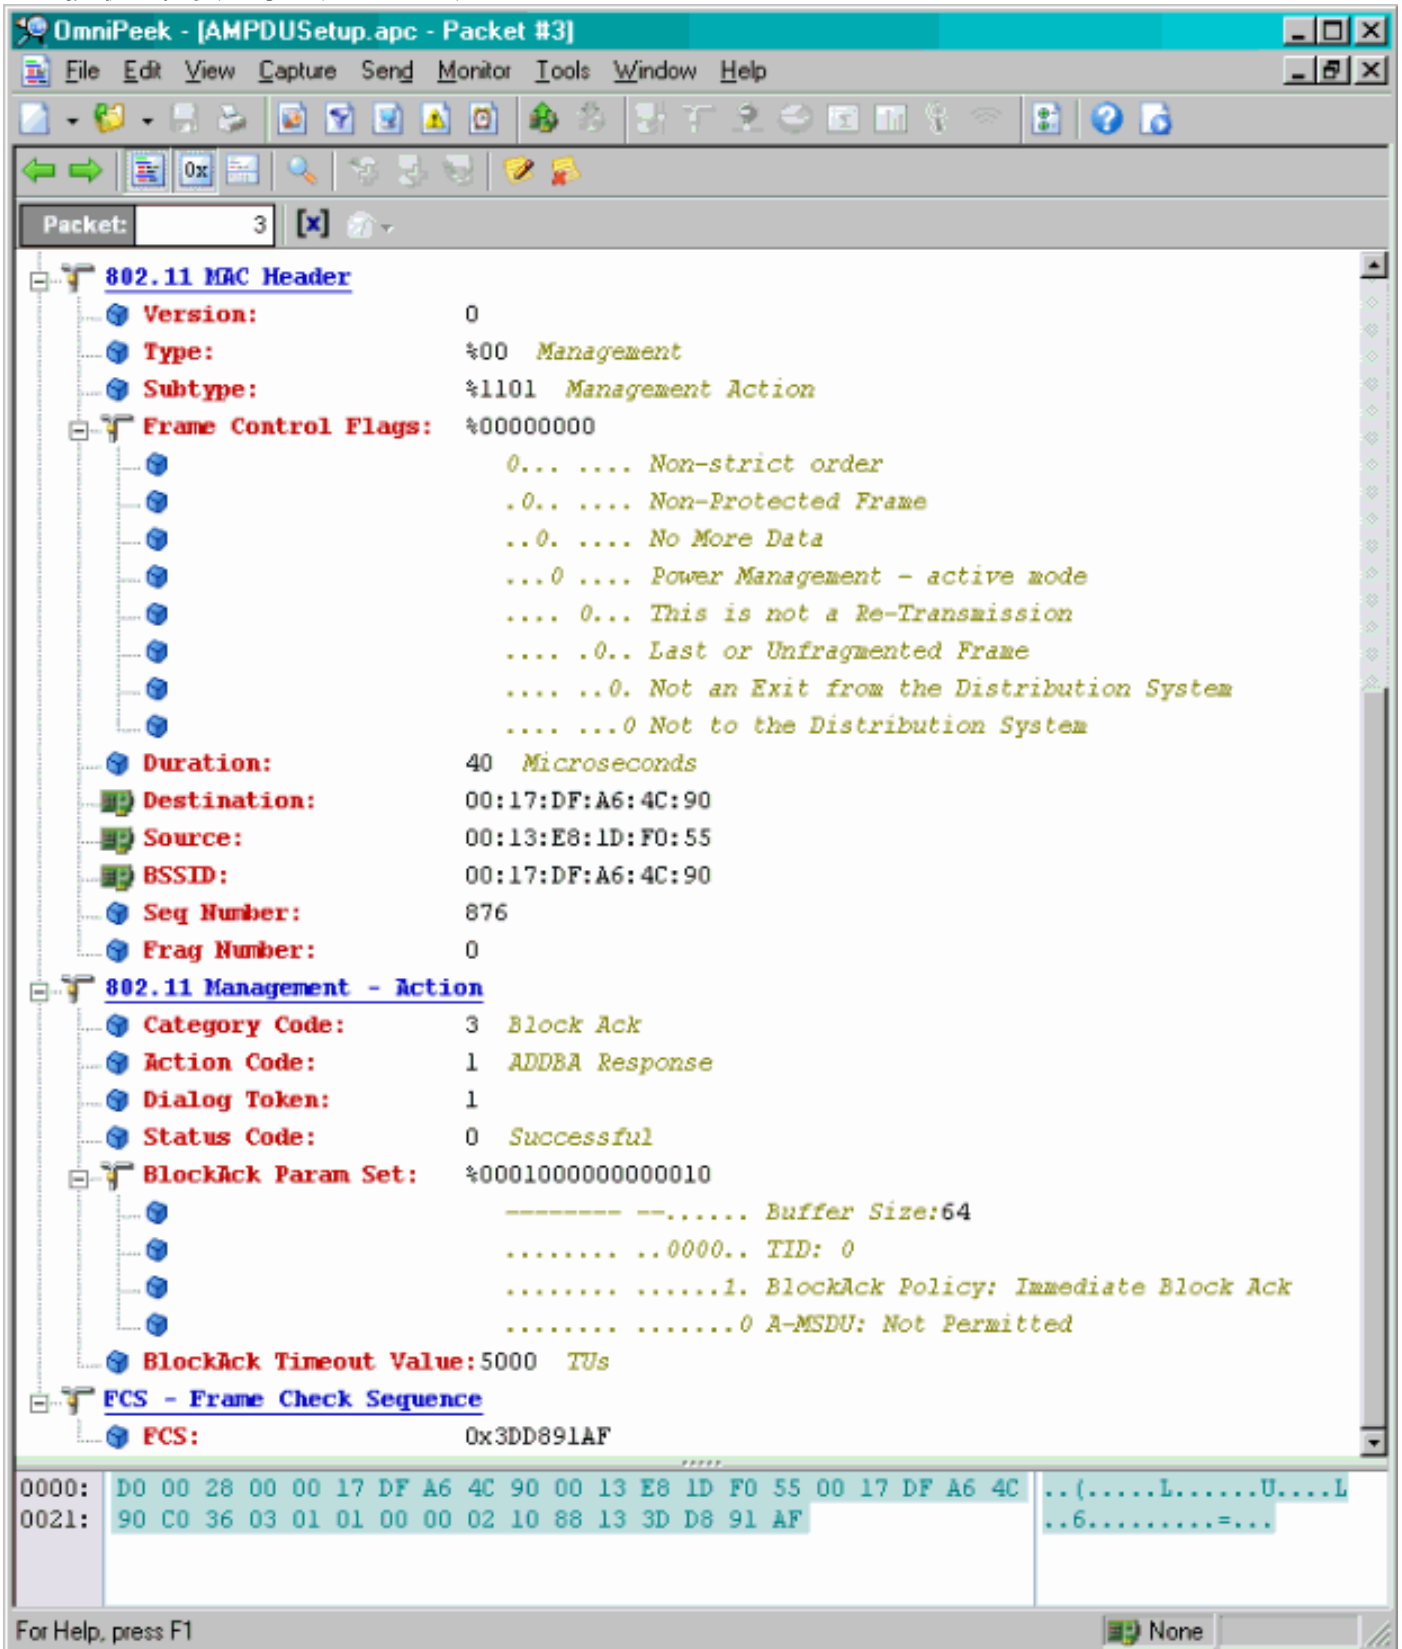 OmniPeek - [AMPDUSetup.apc - Packet #3]
File Edit View Capture Send Monitor Tools Window Help
Packet: 3
802.11 MAC Header
Version: 0
Type: %00 Management
Subtype: %1101 Management Action
Frame Control Flags: %00000000
0... .... Non-strict order
.0.. .... Non-Protected Frame
..0. .... No More Data
...0 .... Power Management - active mode
.... 0... This is not a Re-Transmission
.... .0.. Last or Unfragmented Frame
.... ..0. Not an Exit from the Distribution System
.... ...0 Not to the Distribution System
Duration: 40 Microseconds
Destination: 00:17:DF:A6:4C:90
Source: 00:13:E8:1D:F0:55
BSSID: 00:17:DF:A6:4C:90
Seq Number: 876
Frag Number: 0
802.11 Management - Action
Category Code: 3 Block Ack
Action Code: 1 ADDBA Response
Dialog Token: 1
Status Code: 0 Successful
BlockAck Param Set: %0001000000000010
-------- --...... Buffer Size:64
........ ..0000.. TID: 0
........ ......1. BlockAck Policy: Immediate Block Ack
........ .......0 A-MSDU: Not Permitted
BlockAck Timeout Value:5000 TUs
FCS - Frame Check Sequence
FCS: 0x3DD891AF
0000: D0 00 28 00 00 17 DF A6 4C 90 00 13 E8 1D F0 55 00 17 DF A6 4C ..(.....L......U....L
0021: 90 C0 36 03 01 01 00 00 02 10 88 13 3D D8 91 AF ..6.........=...
For Help, press F1 None